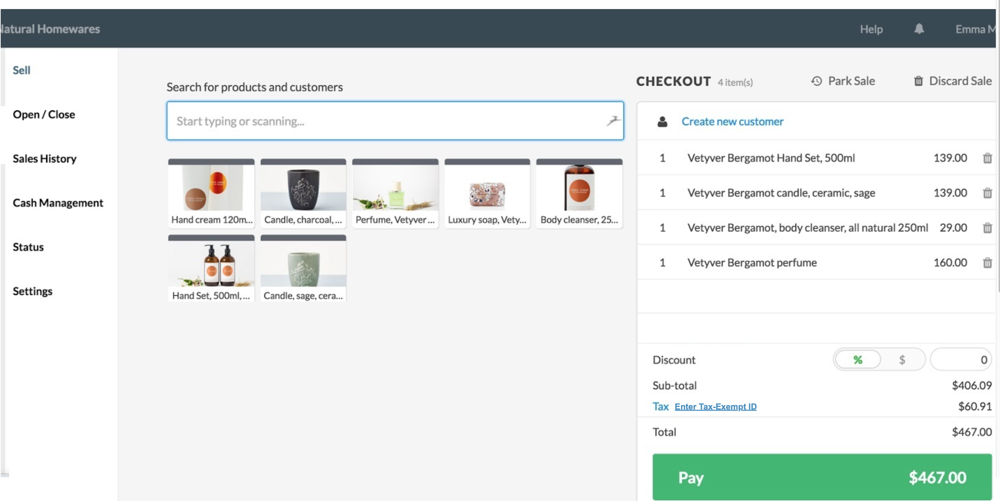 Natural Homewares
Help
Emma M
Sell
Open / Close
Sales History
Cash Management
Status
Settings
Search for products and customers
Start typing or scanning...
Hand cream 120m...
Candle, charcoal, ...
Perfume, Vetyver ...
Luxury soap, Vety...
Body cleanser, 25...
Hand Set, 500ml, ...
Candle, sage, cera...
CHECKOUT 4 item(s)
Park Sale
Discard Sale
Create new customer
1 Vetyver Bergamot Hand Set, 500ml 139.00
1 Vetyver Bergamot candle, ceramic, sage 139.00
1 Vetyver Bergamot, body cleanser, all natural 250ml 29.00
1 Vetyver Bergamot perfume 160.00
Discount % $ 0
Sub-total $406.09
Tax Enter Tax-Exempt ID $60.91
Total $467.00
Pay $467.00